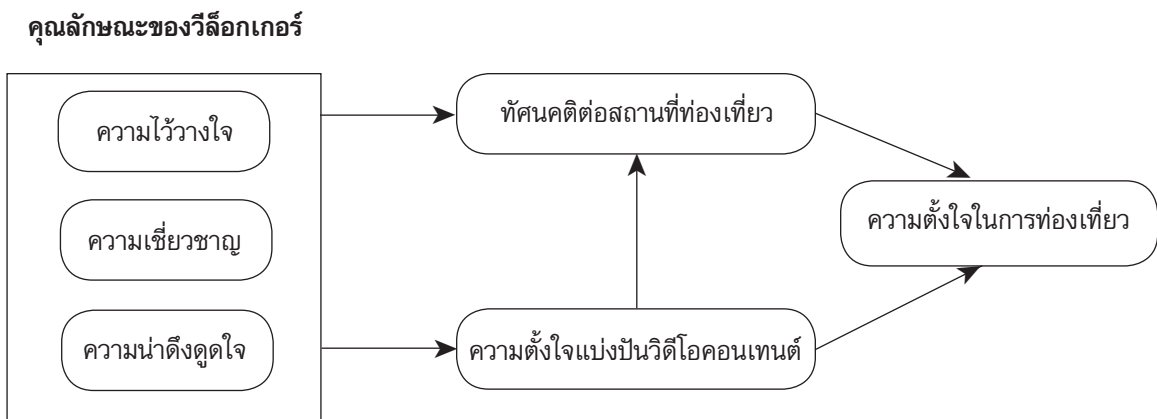 คุณลักษณะของวีล็อกเกอร์
ความไว้วางใจ
ความเชี่ยวชาญ
ความน่าดึงดูดใจ
ทัศนคติต่อสถานที่ท่องเที่ยว
ความตั้งใจแบ่งปันวิดีโอคอนเทนต์
ความตั้งใจในการท่องเที่ยว